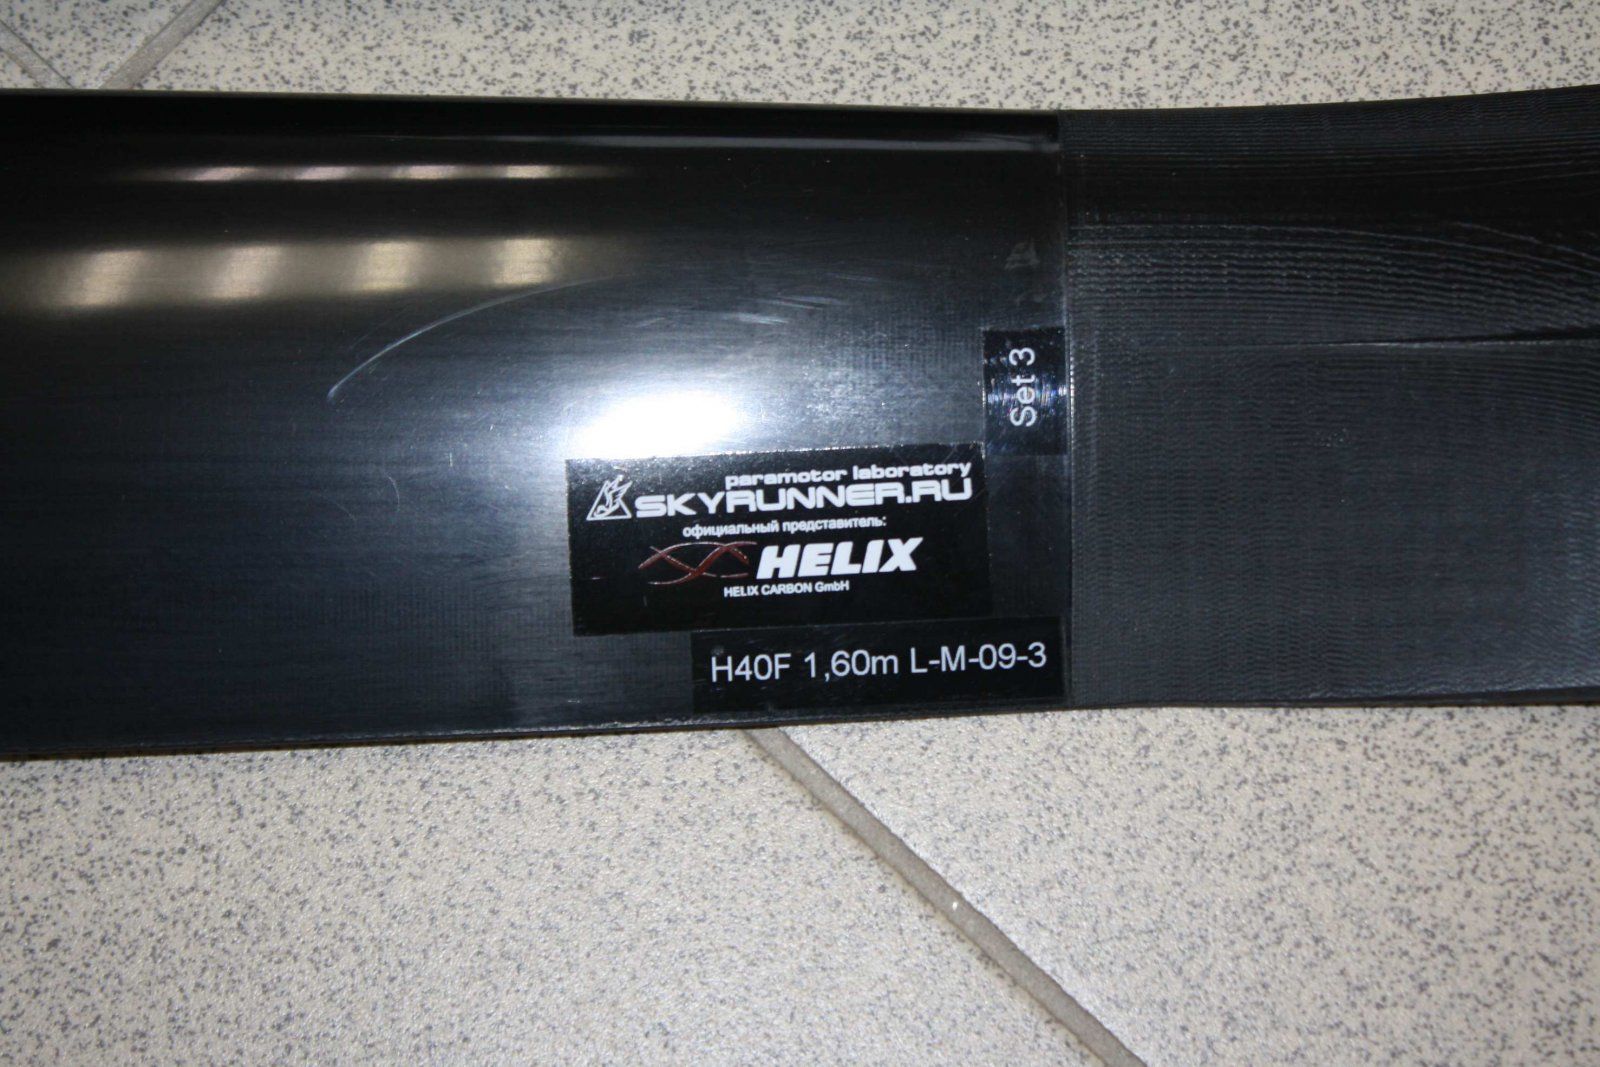 Set 3
paramotor laboratory
SKYRUNNER.RU
официальный представитель:
HELIX
HELIX CARBON GmbH
H40F 1,60m L-M-09-3